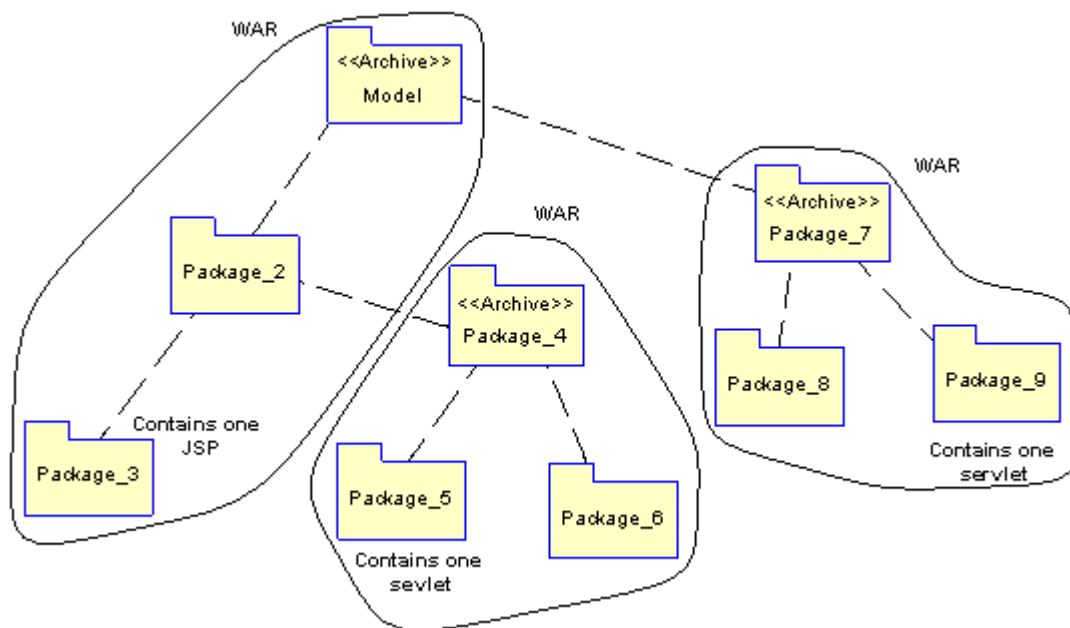 WAR
<<Archive>>
Model
WAR
<<Archive>>
Package_7
WAR
Package_2
<<Archive>>
Package_4
Package_8
Package_9
Contains one
JSP
Package_3
Contains one
servlet
Package_5
Package_6
Contains one
sevlet